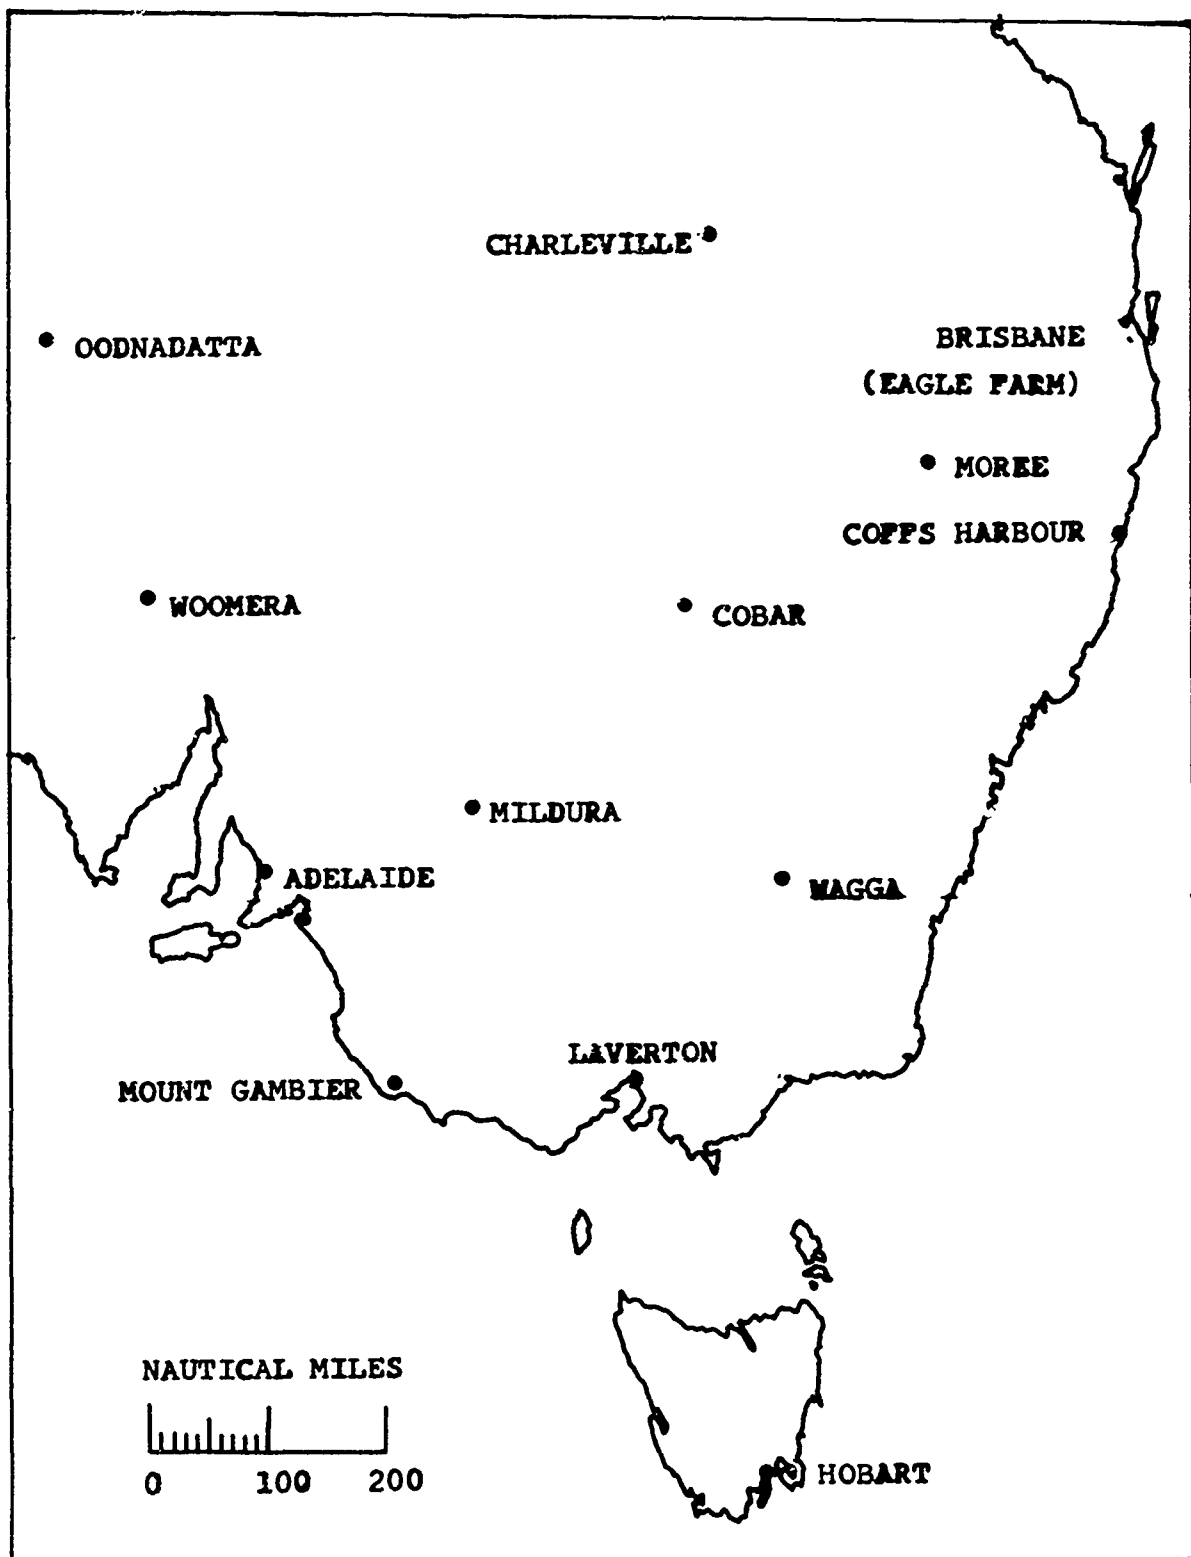 CHARLEVILLE
OODNADATTA
BRISBANE
(EAGLE FARM)
MOREE
COFFS HARBOUR
WOOMERA
COBAR
MILDURA
ADELAIDE
WAGGA
LAVERTON
MOUNT GAMBIER
NAUTICAL MILES
0 100 200
HOBART